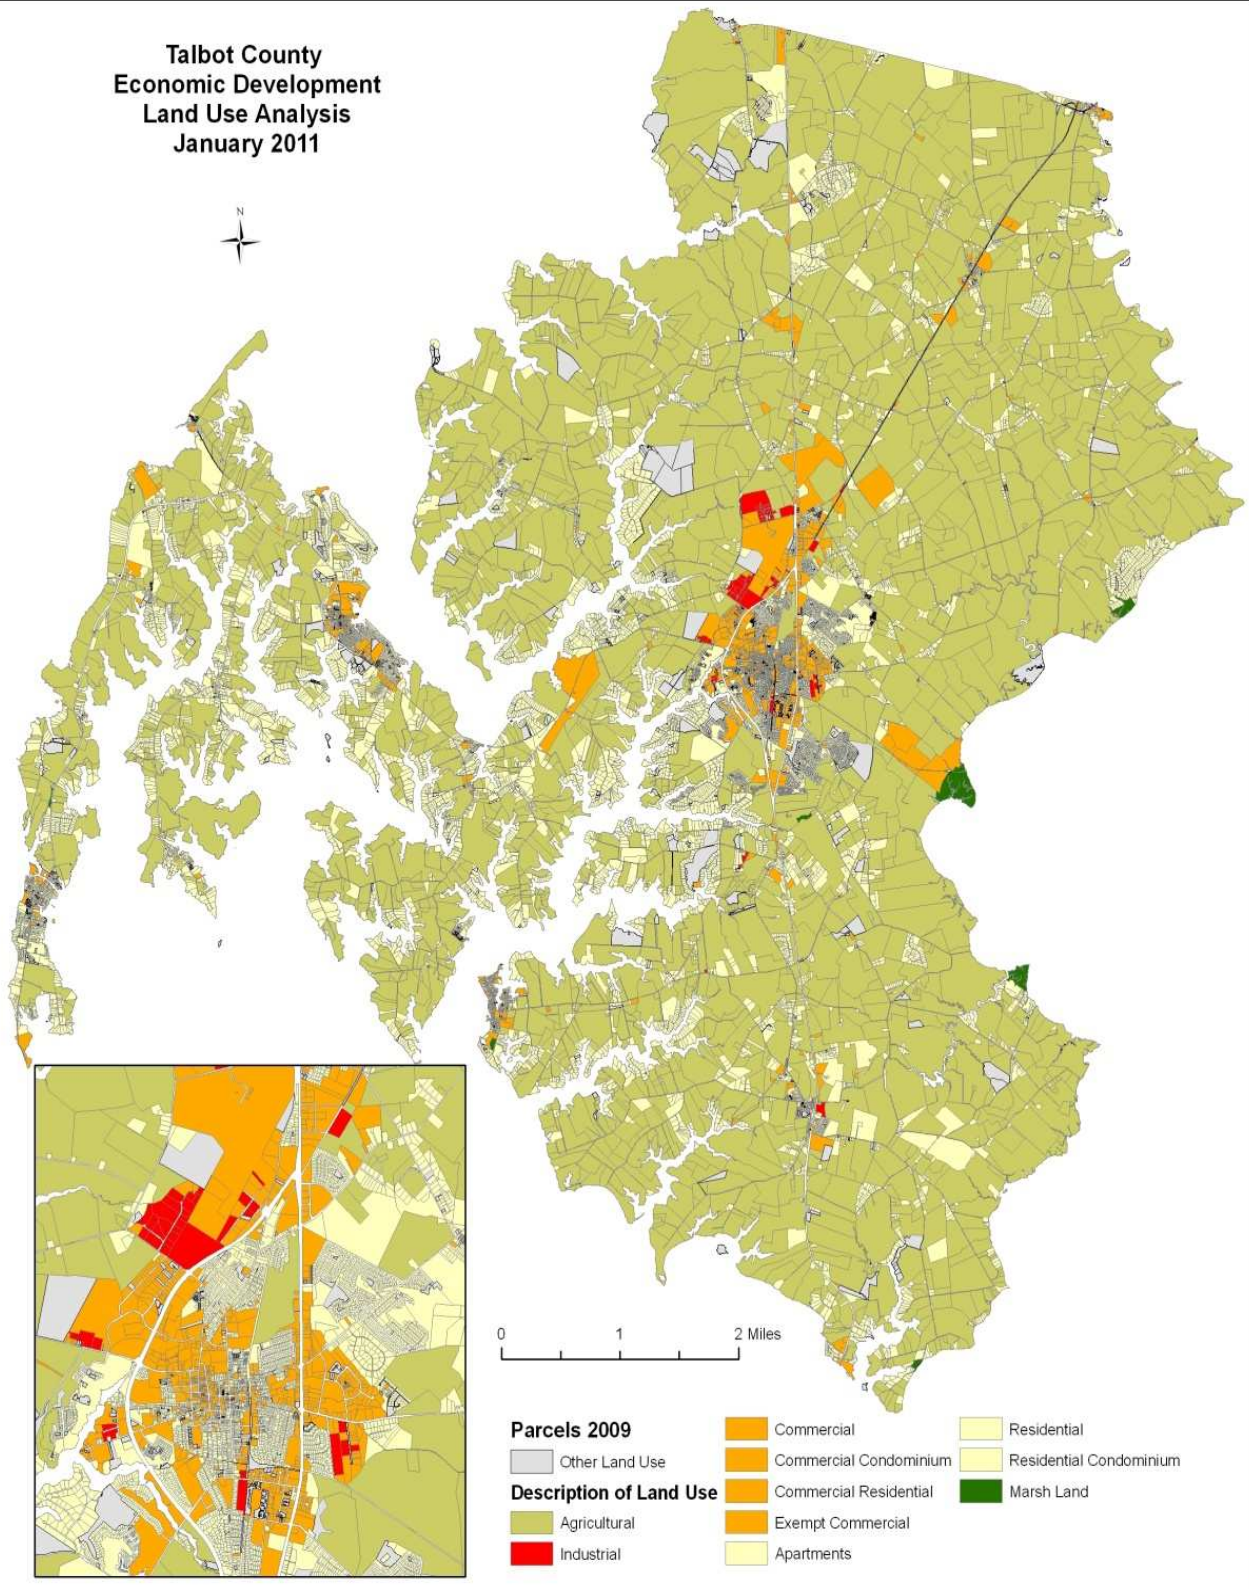 Talbot County
Economic Development
Land Use Analysis
January 2011
N
0 1 2 Miles
Parcels 2009
Other Land Use
Description of Land Use
Agricultural
Industrial
Commercial
Commercial Condominium
Commercial Residential
Exempt Commercial
Apartments
Residential
Residential Condominium
Marsh Land